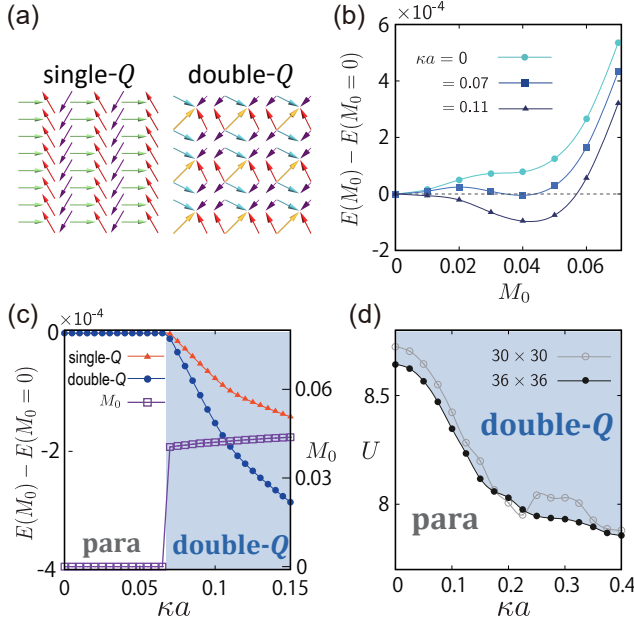 (a)
single-Q
double-Q
(b)
6 ×10⁻⁴
4
2
0
-2
E(M₀) − E(M₀ = 0)
κa = 0
= 0.07
= 0.11
0
0.02
0.04
0.06
M₀
(c)
×10⁻⁴
0
-2
-4
E(M₀) − E(M₀ = 0)
single-Q
double-Q
M₀
para
double-Q
0.06
0.03
0
M₀
0
0.05
0.1
0.15
κa
(d)
30 × 30
36 × 36
8.5
8
U
double-Q
para
0
0.1
0.2
0.3
0.4
κa